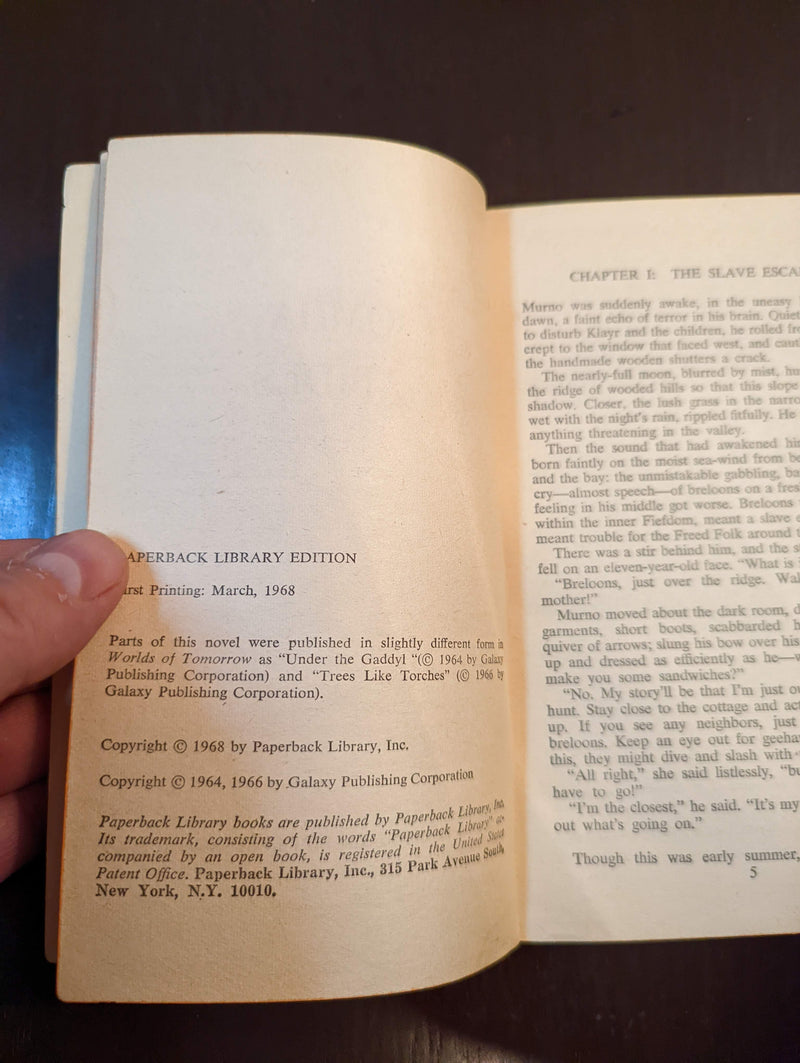 PAPERBACK LIBRARY EDITION
First Printing: March, 1968
Parts of this novel were published in slightly different form in
Worlds of Tomorrow as "Under the Gaddyl "(© 1964 by Galaxy
Publishing Corporation) and "Trees Like Torches" (© 1966 by
Galaxy Publishing Corporation).
Copyright © 1968 by Paperback Library, Inc.
Copyright © 1964, 1966 by Galaxy Publishing Corporation
Paperback Library books are published by Paperback Library, Inc.
Its trademark, consisting of the words "Paperback Library" ac-
companied by an open book, is registered in the United States
Patent Office. Paperback Library, Inc., 315 Park Avenue South,
New York, N.Y. 10010.
CHAPTER I: THE SLAVE ESCA
Murno was suddenly awake, in the uneasy
dawn, a faint echo of terror in his brain. Quiet
to disturb Klayr and the children, he rolled fr
crept to the window that faced west, and caut
the handmade wooden shutters a crack.
The nearly-full moon, blurred by mist, hu
the ridge of wooded hills so that this slope
shadow. Closer, the lush grass in the narro
wet with the night's rain, rippled fitfully. He
anything threatening in the valley.
Then the sound that had awakened hi
born faintly on the moist sea-wind from be
and the bay: the unmistakable gabbling, ba
cry—almost speech—of breloons on a fres
feeling in his middle got worse. Breloons
within the inner Fiefdom, meant a slave
meant trouble for the Freed Folk around
There was a stir behind him, and the s
fell on an eleven-year-old face. "What is
"Breloons, just over the ridge. Wa
mother!"
Murno moved about the dark room, d
garments, short boots, scabbarded
quiver of arrows; slung his bow over his
up and dressed as efficiently as he—w
make you some sandwiches?"
"No. My story'll be that I'm just ou
hunt. Stay close to the cottage and act
up. If you see any neighbors, just
breloons. Keep an eye out for geeha
this, they might dive and slash with
"All right," she said listlessly, "bu
have to go!"
"I'm the closest," he said. "It's my
out what's going on."
Though this was early summer,
5